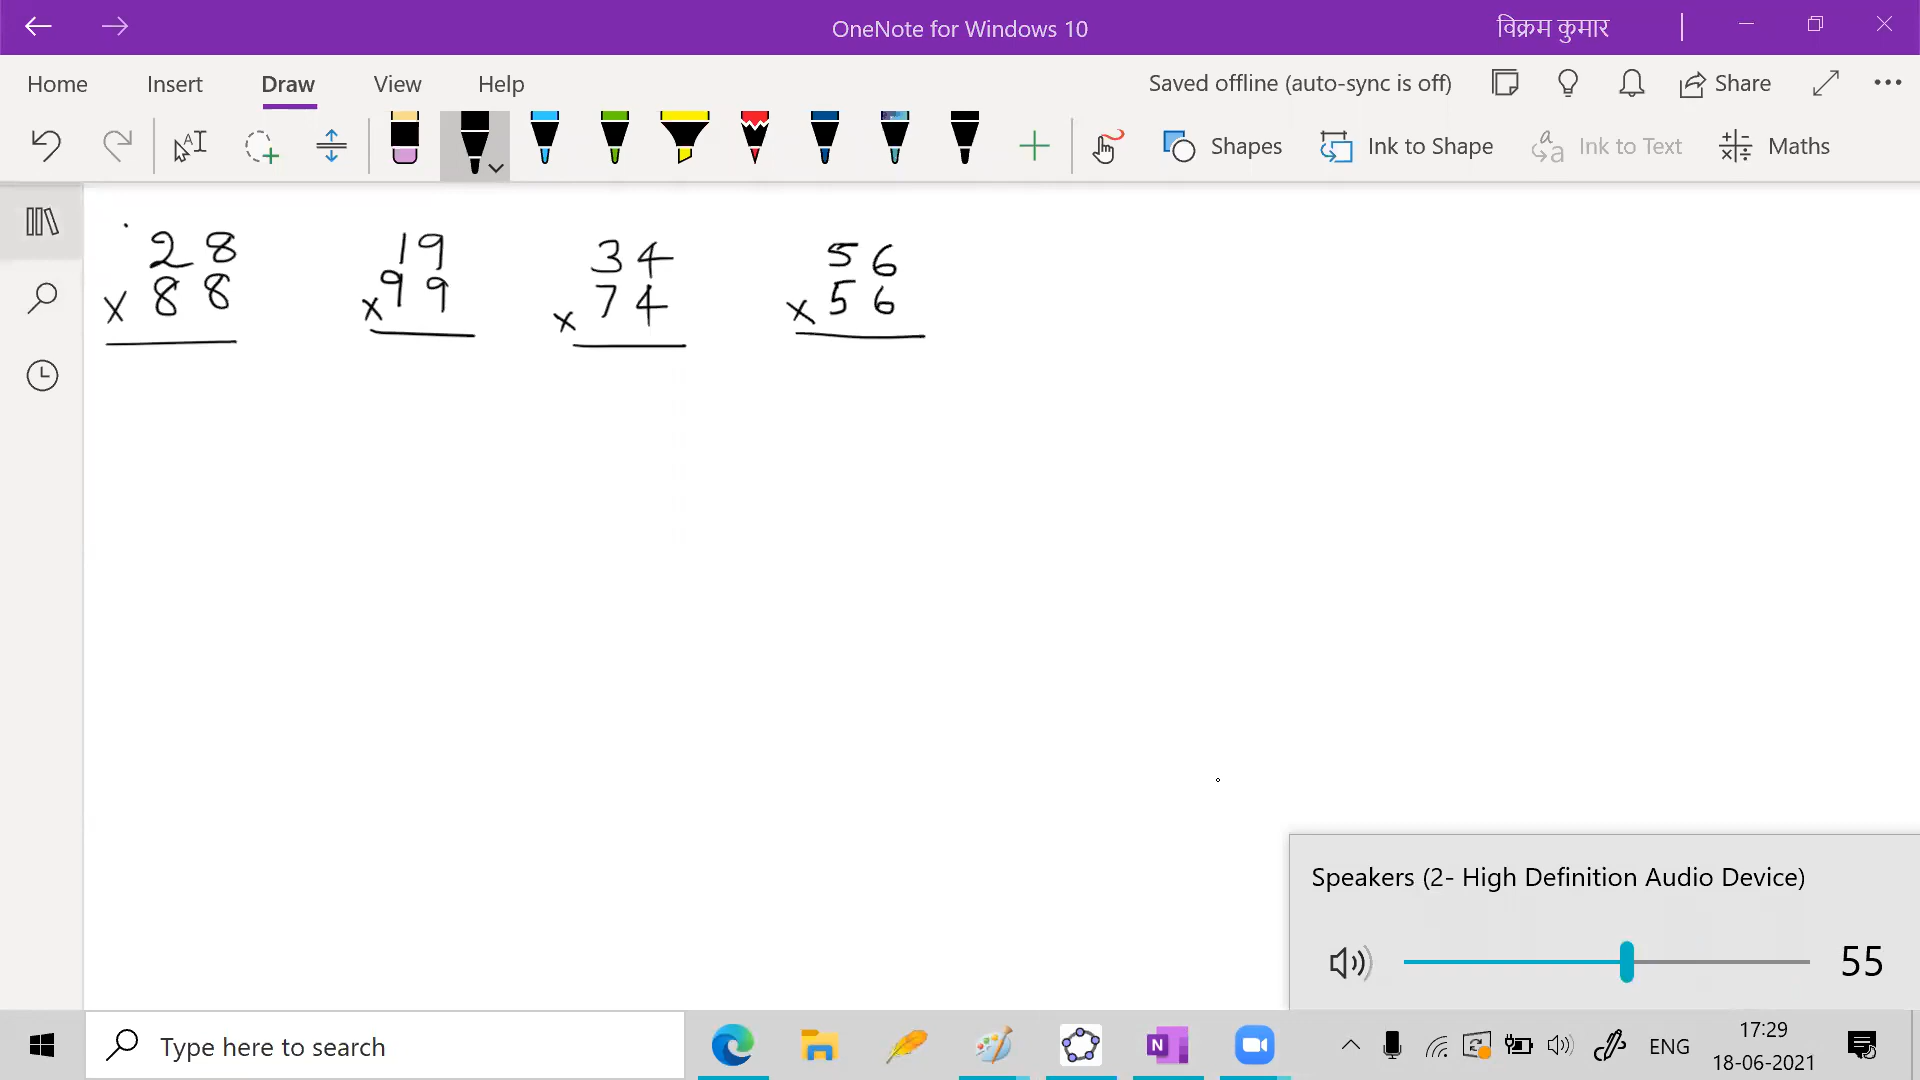 OneNote for Windows 10
विक्रम कुमार
Home Insert Draw View Help
Saved offline (auto-sync is off) Share
Shapes Ink to Shape Ink to Text Maths
28
x 88
19
x 99
34
x 74
56
x 56
Speakers (2- High Definition Audio Device)
55
Type here to search
ENG
17:29
18-06-2021